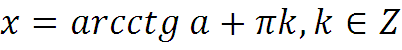 x = arcctg a + πk, k ∈ Z